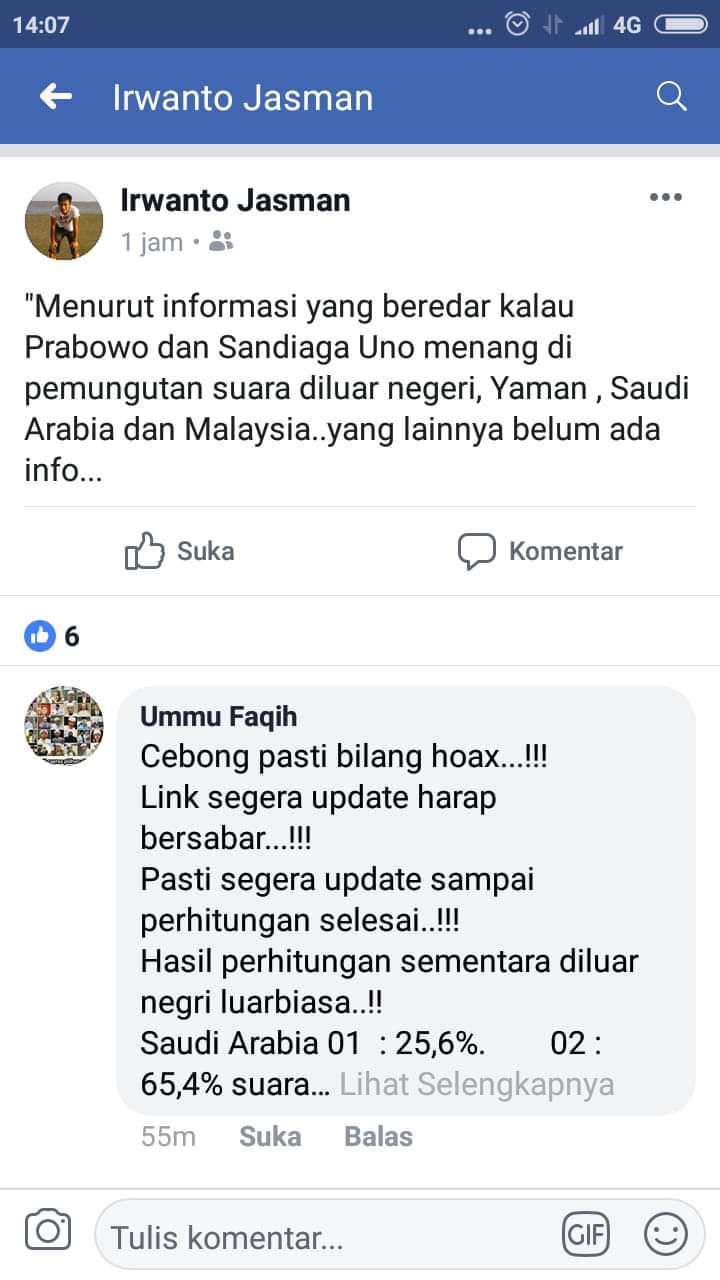 14:07
... 4G
Irwanto Jasman
Irwanto Jasman
1 jam •
"Menurut informasi yang beredar kalau
Prabowo dan Sandiaga Uno menang di
pemungutan suara diluar negeri, Yaman , Saudi
Arabia dan Malaysia..yang lainnya belum ada
info...
Suka Komentar
6
Ummu Faqih
Cebong pasti bilang hoax...!!!
Link segera update harap
bersabar...!!!
Pasti segera update sampai
perhitungan selesai..!!!
Hasil perhitungan sementara diluar
negri luarbiasa..!!
Saudi Arabia 01 : 25,6%. 02 :
65,4% suara... Lihat Selengkapnya
55m Suka Balas
Tulis komentar... GIF